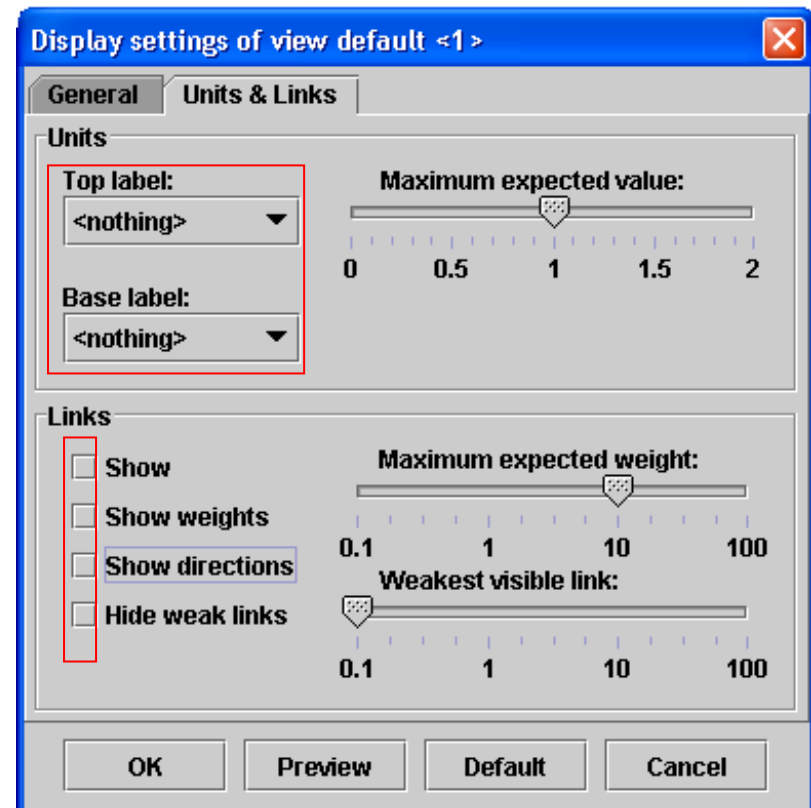 Display settings of view default <1>
General Units & Links
Units
Top label:
<nothing>
Maximum expected value:
0 0.5 1 1.5 2
Base label:
<nothing>
Links
Show
Show weights
Show directions
Hide weak links
Maximum expected weight:
0.1 1 10 100
Weakest visible link:
0.1 1 10 100
OK Preview Default Cancel